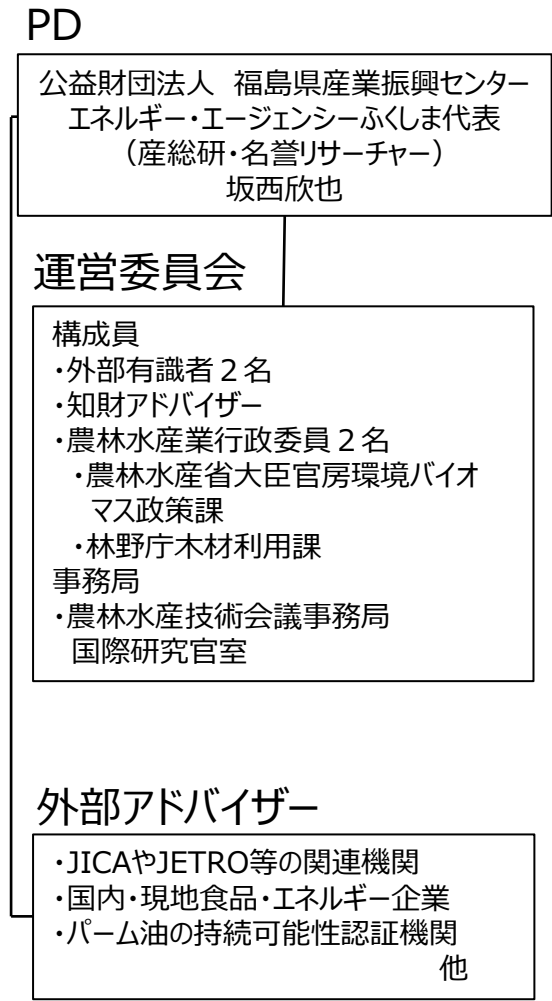 PD
公益財団法人 福島県産業振興センター
エネルギー・エージェンシーふくしま代表
（産総研・名誉リサーチャー）
坂西欣也
運営委員会
構成員
・外部有識者２名
・知財アドバイザー
・農林水産業行政委員２名
・農林水産省大臣官房環境バイオ
マス政策課
・林野庁木材利用課
事務局
・農林水産技術会議事務局
国際研究官室
外部アドバイザー
・JICAやJETRO等の関連機関
・国内・現地食品・エネルギー企業
・パーム油の持続可能性認証機関
他